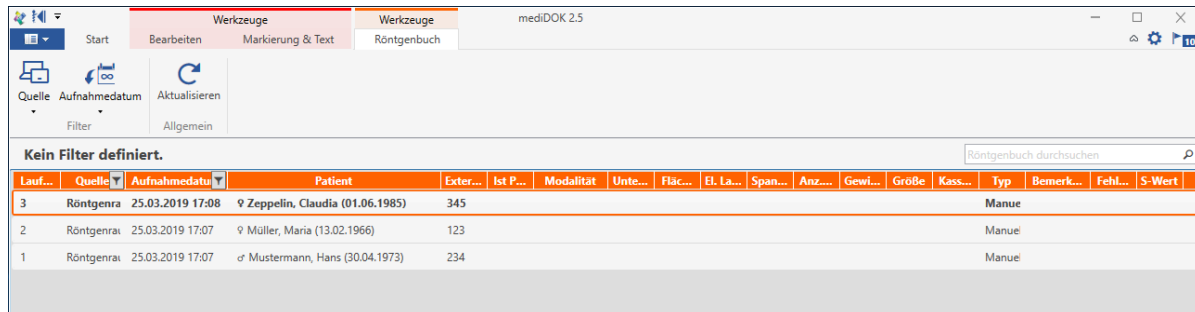 Werkzeuge Werkzeuge mediDOK 2.5
Start Bearbeiten Markierung & Text Röntgenbuch 10
Quelle Aufnahmedatum Aktualisieren
Filter Allgemein
Kein Filter definiert. Röntgenbuch durchsuchen
Lauf... Quelle Aufnahmedatu Patient Exter... Ist P... Modalität Unte... Fläc... El. La... Span... Anz.... Gewi... Größe Kass... Typ Bemerk... Fehl... S-Wert
3 Röntgenra 25.03.2019 17:08 ♀ Zeppelin, Claudia (01.06.1985) 345 Manue
2 Röntgenrau 25.03.2019 17:07 ♀ Müller, Maria (13.02.1966) 123 Manuel
1 Röntgenrau 25.03.2019 17:07 ♂ Mustermann, Hans (30.04.1973) 234 Manuel